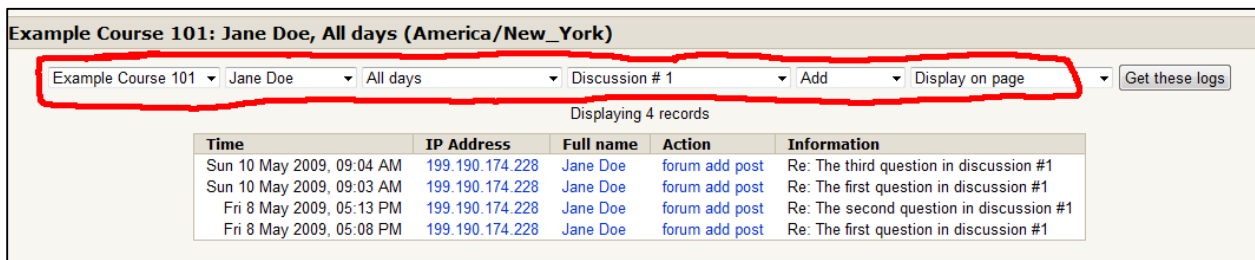 Example Course 101: Jane Doe, All days (America/New_York)
Example Course 101 Jane Doe All days Discussion # 1 Add Display on page Get these logs
Displaying 4 records
Time IP Address Full name Action Information
Sun 10 May 2009, 09:04 AM 199.190.174.228 Jane Doe forum add post Re: The third question in discussion #1
Sun 10 May 2009, 09:03 AM 199.190.174.228 Jane Doe forum add post Re: The first question in discussion #1
Fri 8 May 2009, 05:13 PM 199.190.174.228 Jane Doe forum add post Re: The second question in discussion #1
Fri 8 May 2009, 05:08 PM 199.190.174.228 Jane Doe forum add post Re: The first question in discussion #1